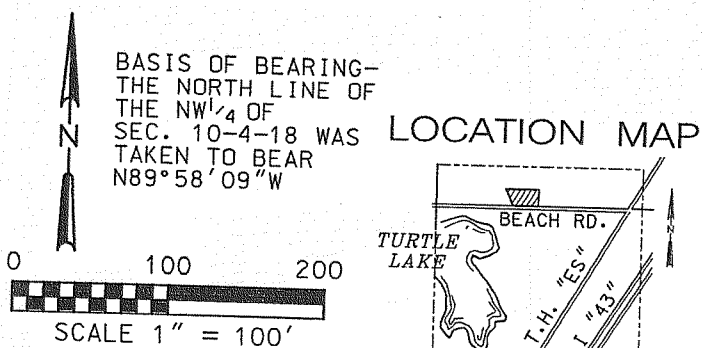 BASIS OF BEARING-
THE NORTH LINE OF
THE NW1/4 OF
SEC. 10-4-18 WAS
TAKEN TO BEAR
N89°58'09"W
N
0 100 200
SCALE 1" = 100'
LOCATION MAP
BEACH RD.
TURTLE
LAKE
T.H. "ES"
I "43"
N